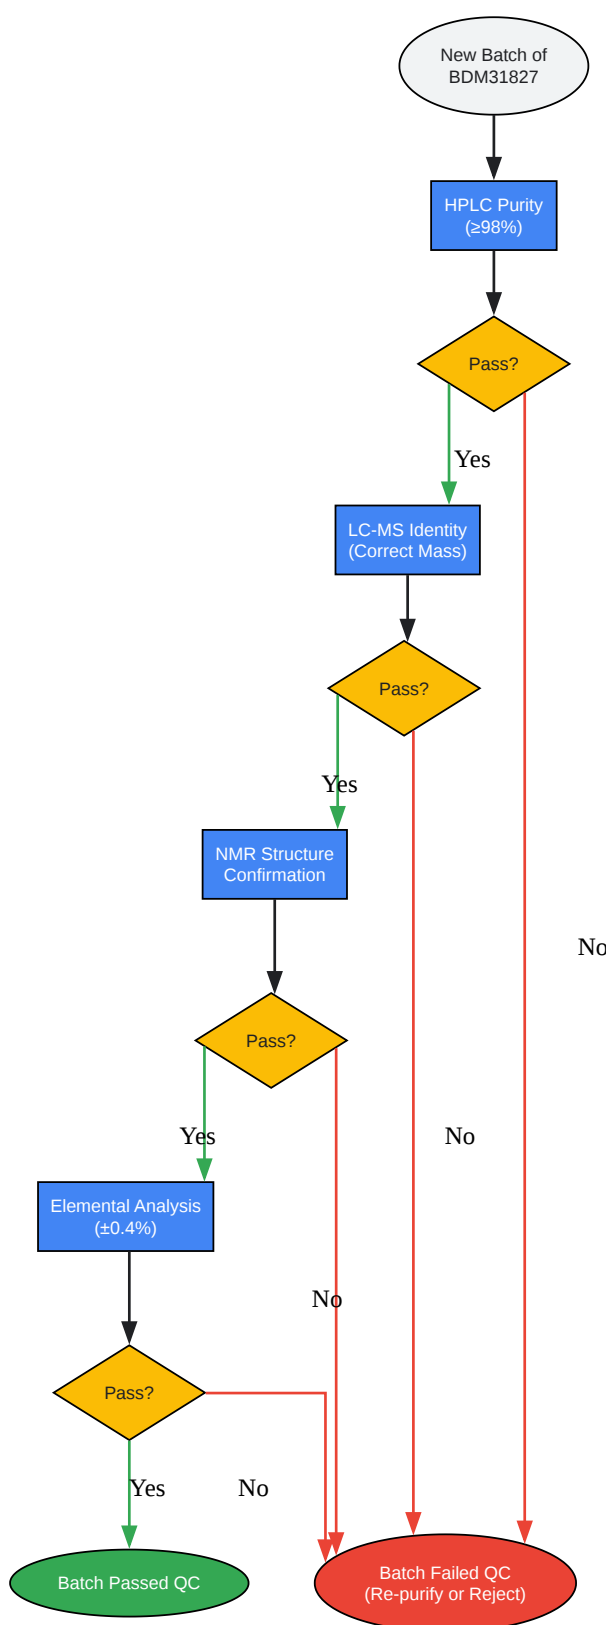 New Batch of
BDM31827
HPLC Purity
(≥98%)
Pass?
Yes
LC-MS Identity
(Correct Mass)
Pass?
Yes
NMR Structure
Confirmation
No
Pass?
Yes
No
Elemental Analysis
(±0.4%)
No
Pass?
Yes
No
Batch Passed QC
Batch Failed QC
(Re-purify or Reject)